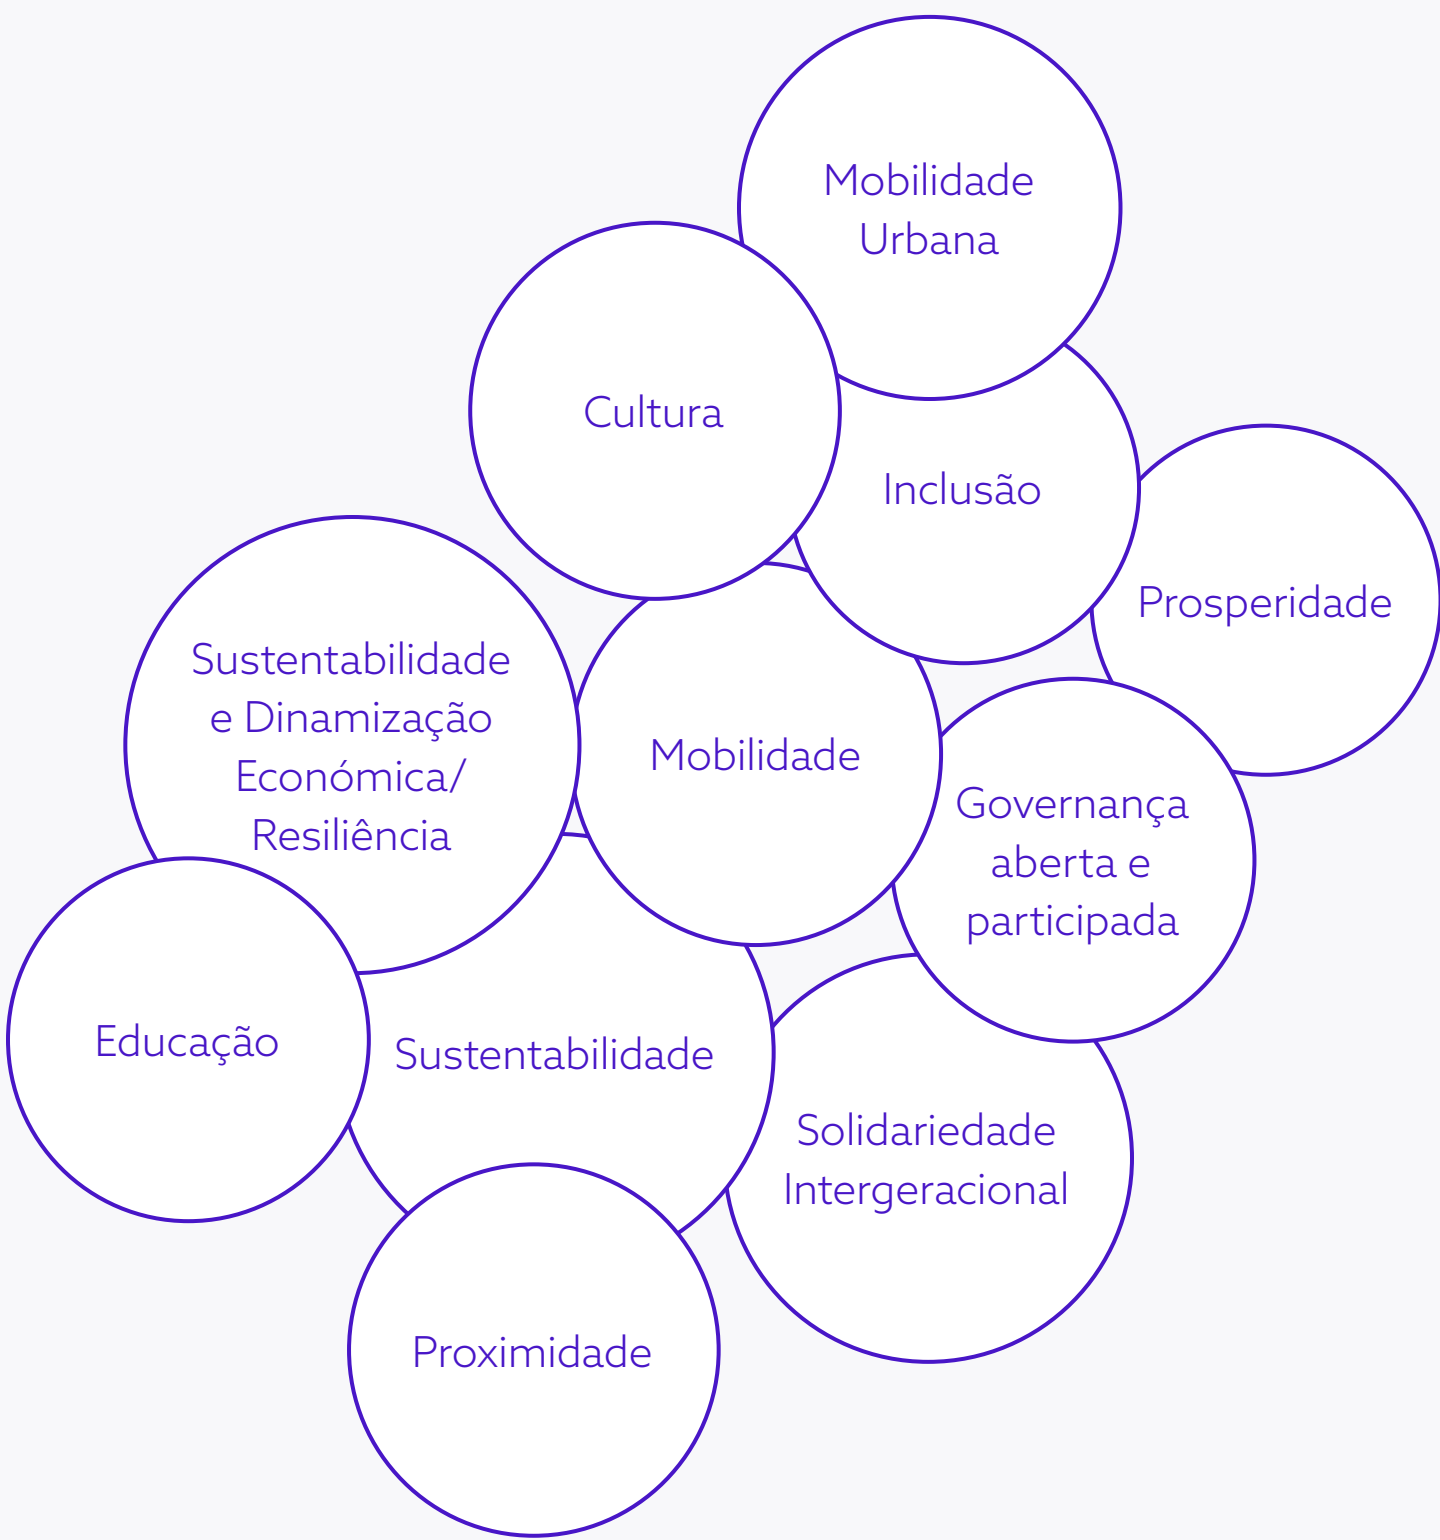 Mobilidade
Urbana
Cultura
Inclusão
Prosperidade
Sustentabilidade
e Dinamização
Económica/
Resiliência
Mobilidade
Governança
aberta e
participada
Educação
Sustentabilidade
Solidariedade
Intergeracional
Proximidade